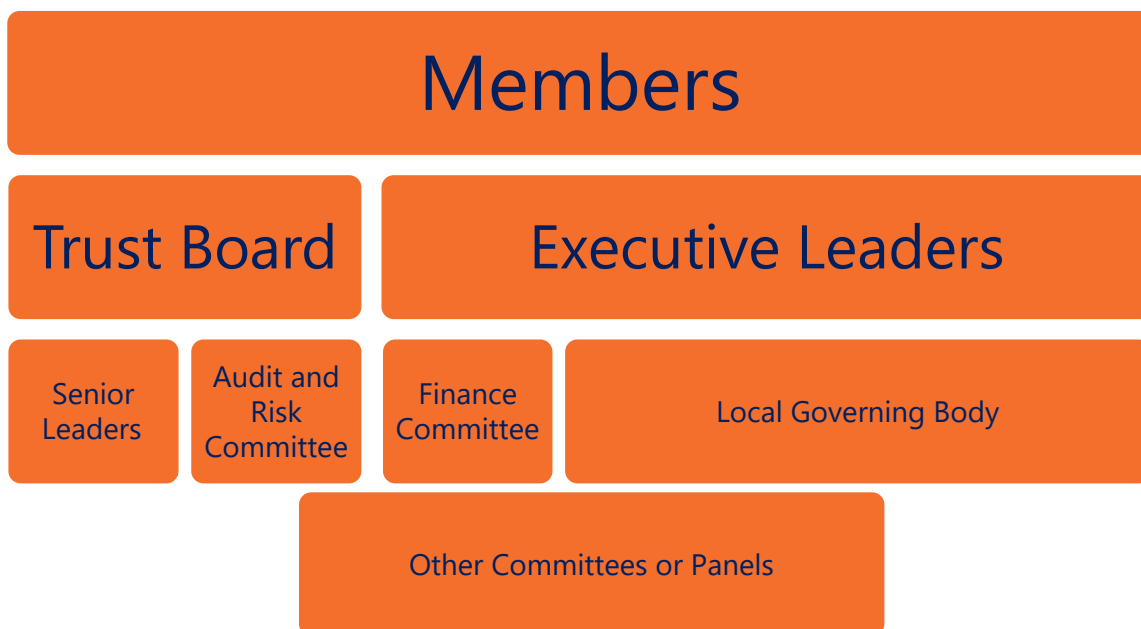 Members
Trust Board
Executive Leaders
Senior
Leaders
Audit and
Risk
Committee
Finance
Committee
Local Governing Body
Other Committees or Panels